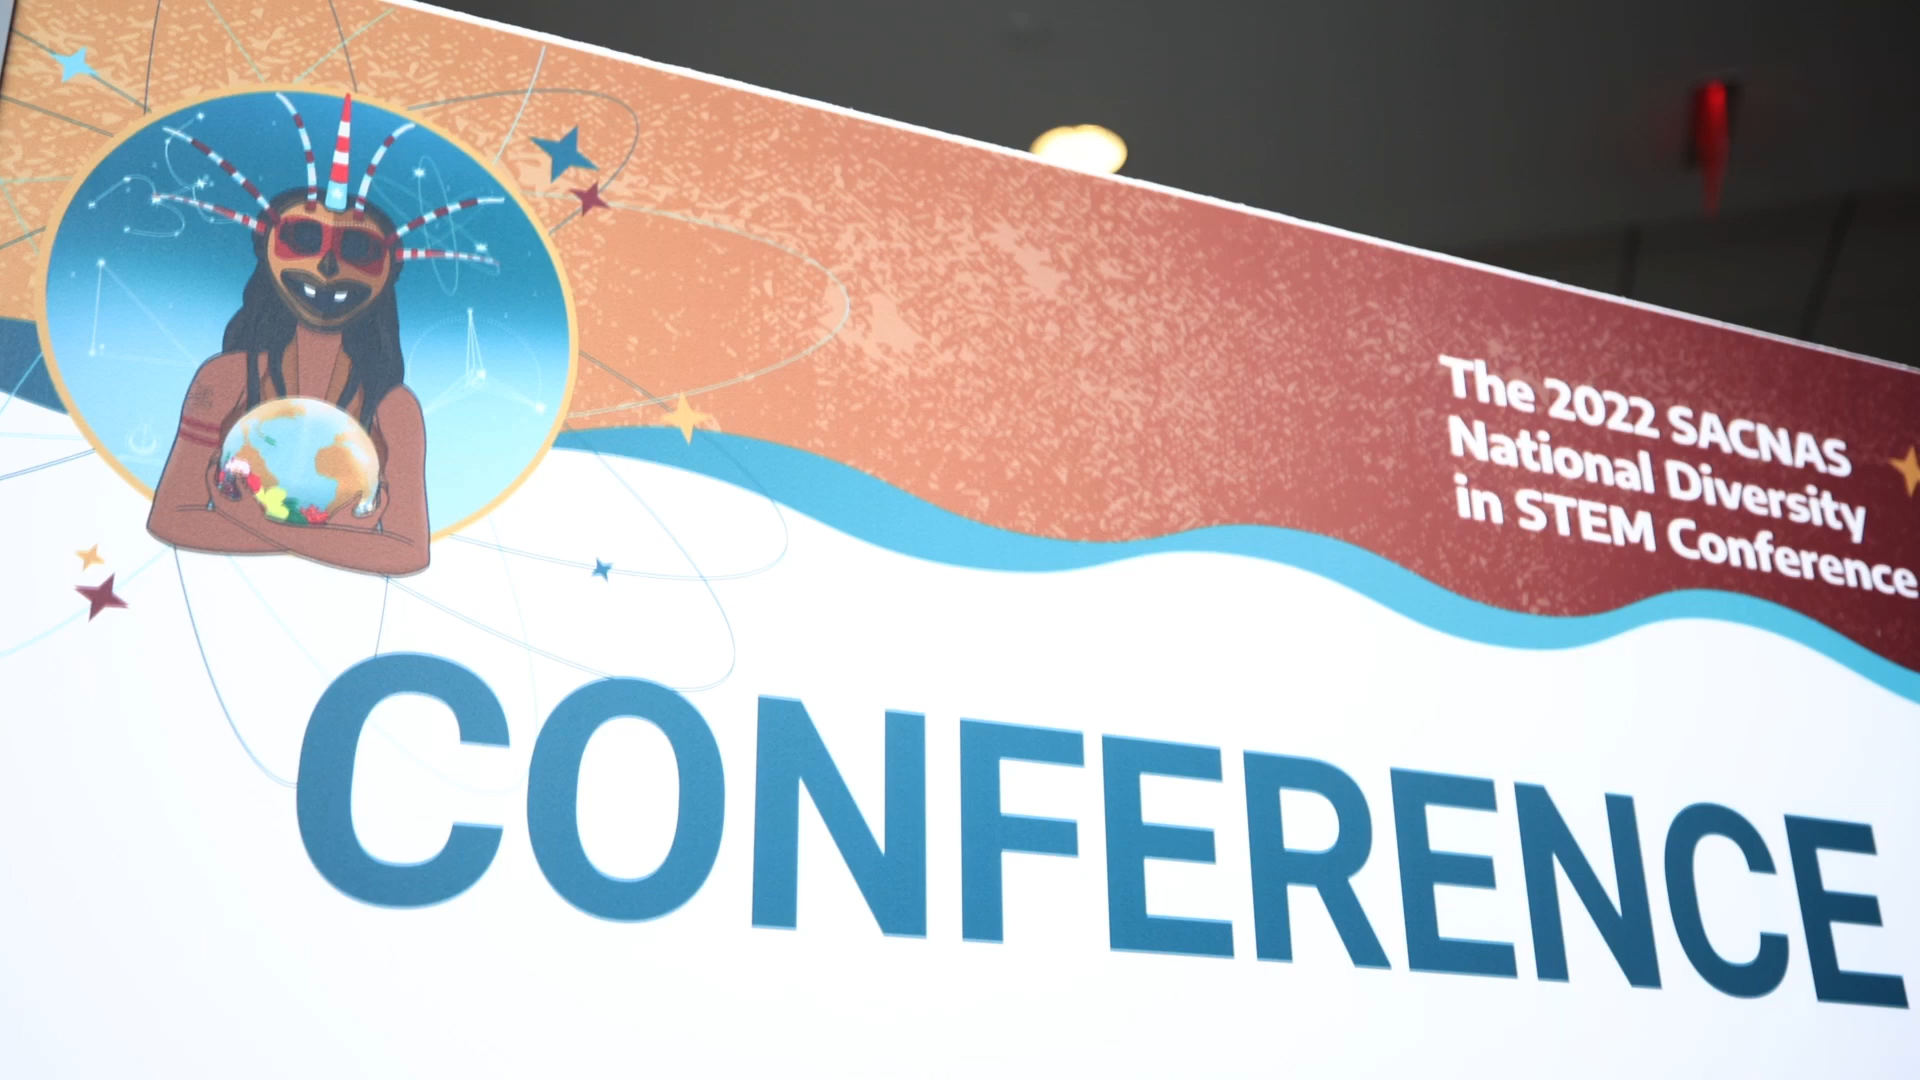 The 2022 SACNAS
National Diversity
in STEM Conference
CONFERENCE